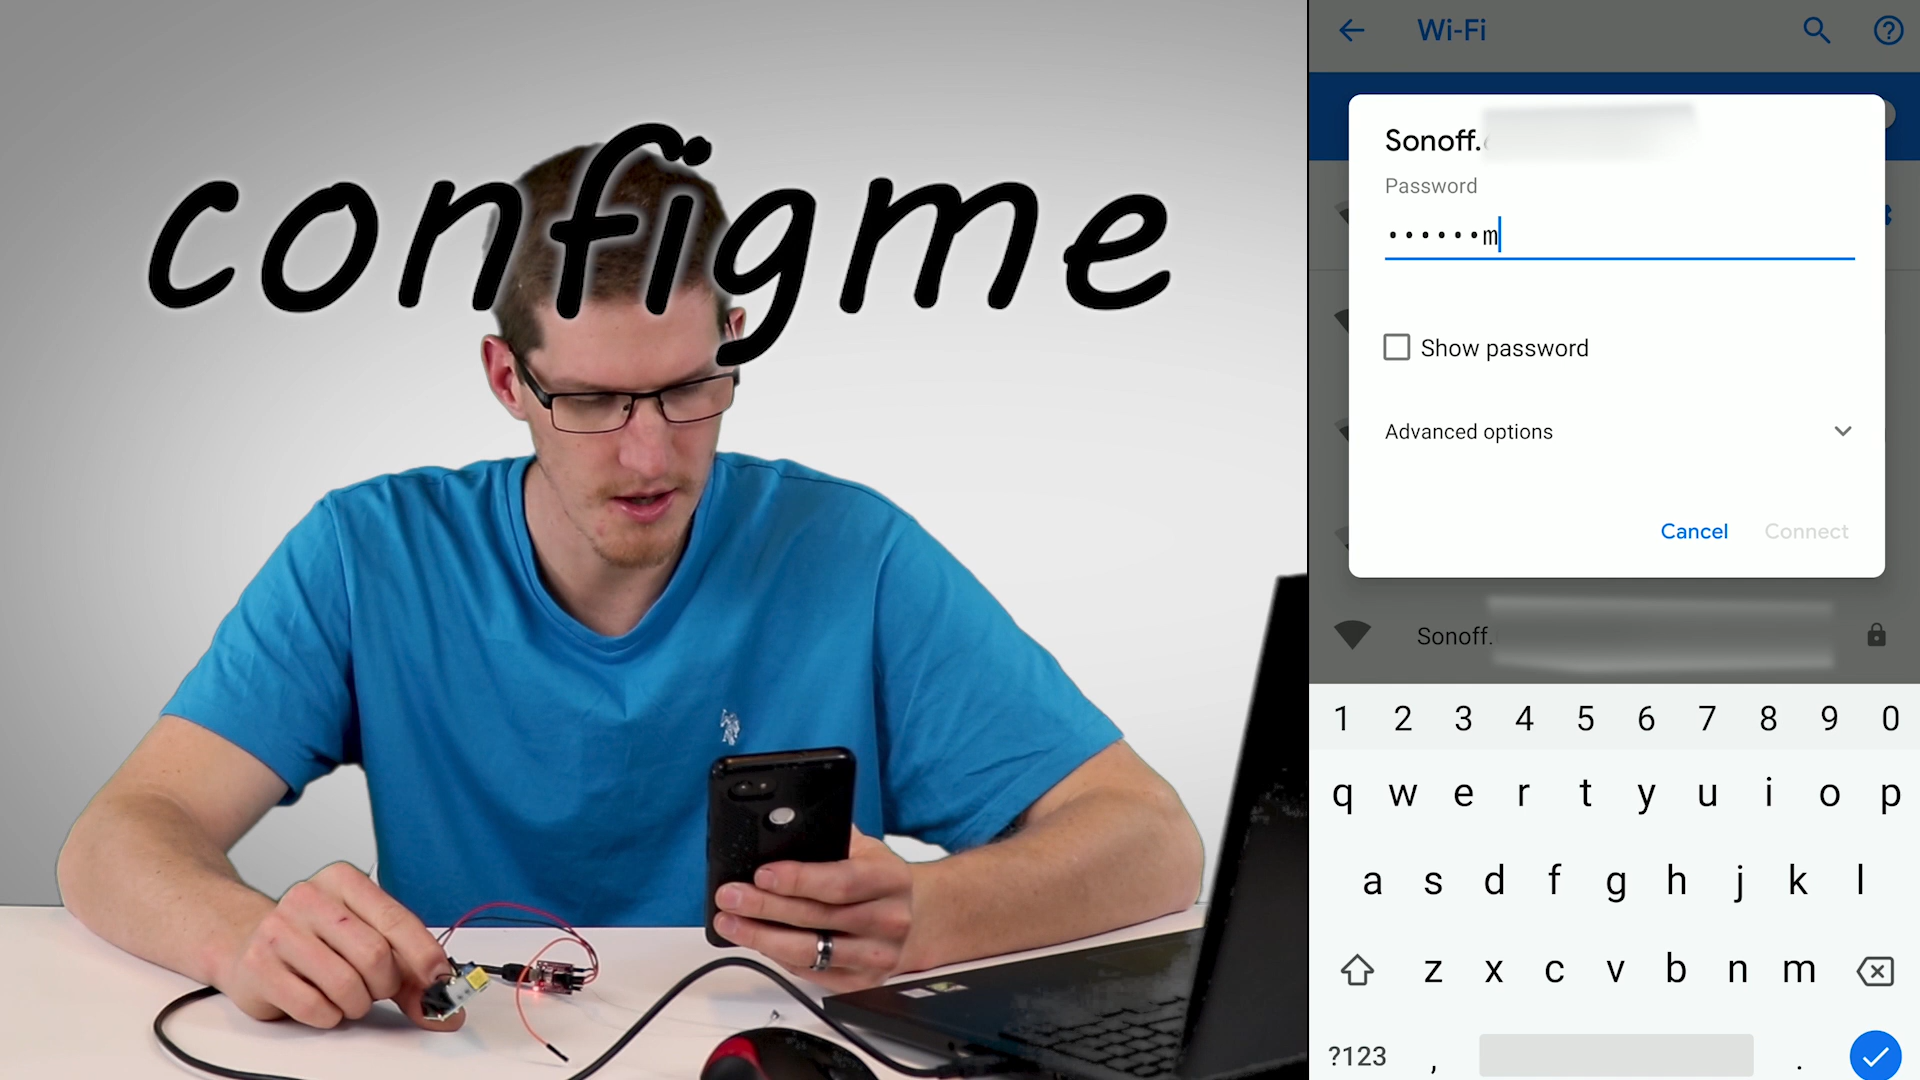 configme
Wi-Fi
Sonoff.
Password
••••••m
Show password
Advanced options
Cancel
Connect
Sonoff.
1 2 3 4 5 6 7 8 9 0
q w e r t y u i o p
a s d f g h j k l
z x c v b n m
?123 , .